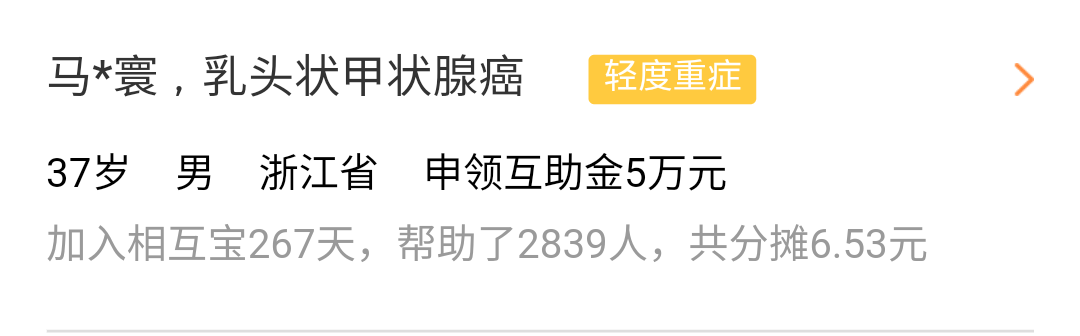 马*寰，乳头状甲状腺癌 轻度重症
37岁 男 浙江省 申领互助金5万元
加入相互宝267天，帮助了2839人，共分摊6.53元